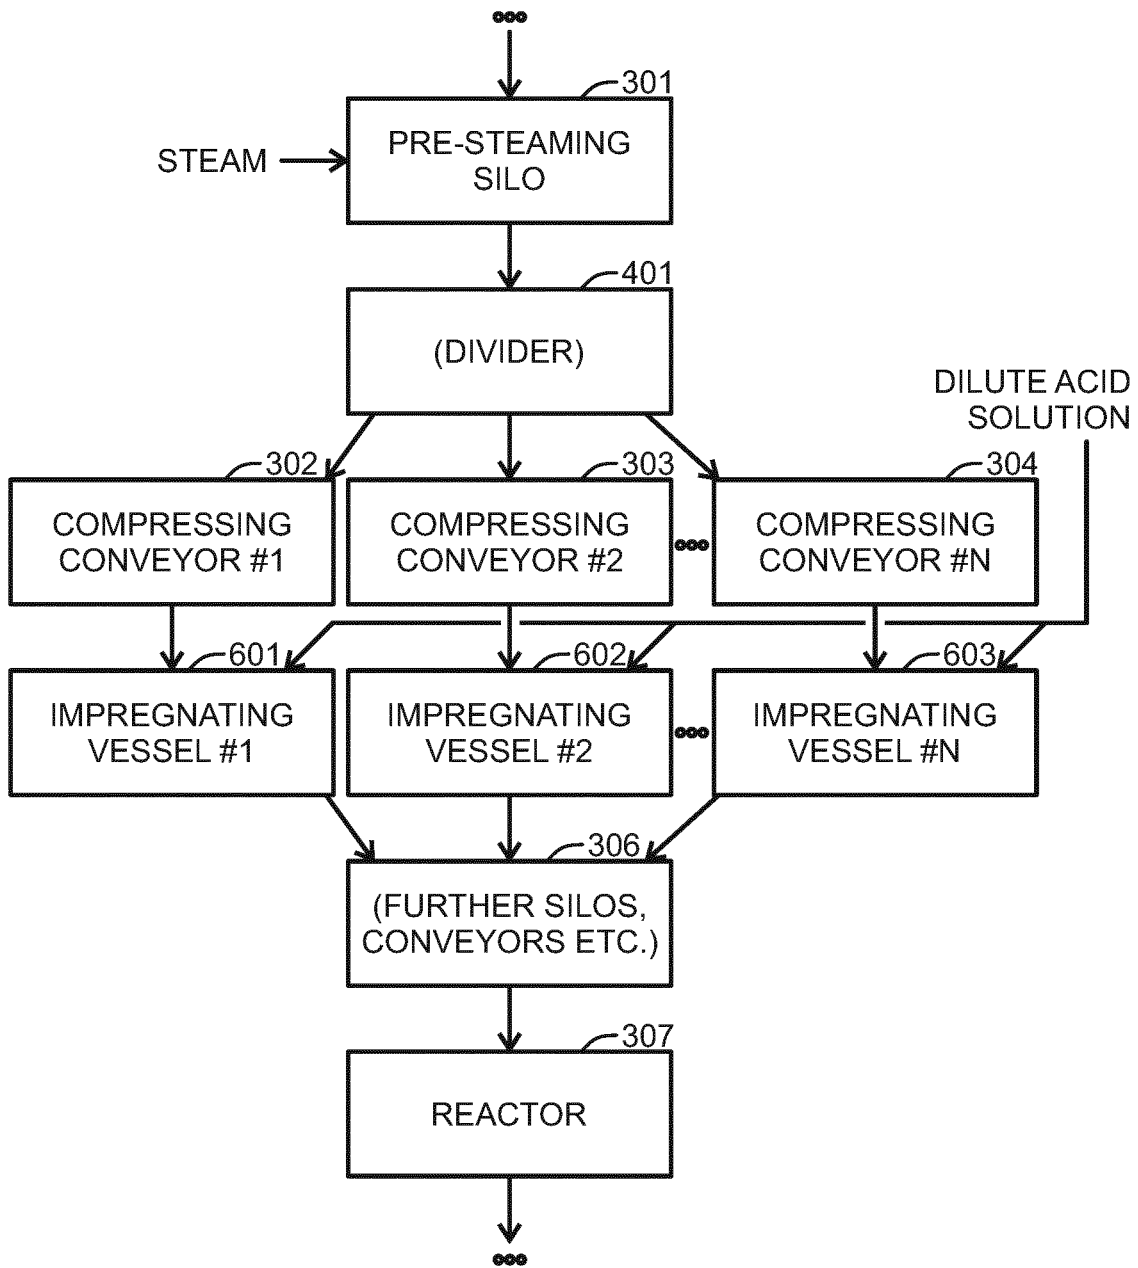 301
PRE-STEAMING
SILO
STEAM
401
(DIVIDER)
DILUTE ACID
SOLUTION
302
303
304
COMPRESSING
CONVEYOR #1
COMPRESSING
CONVEYOR #2
COMPRESSING
CONVEYOR #N
601
602
603
IMPREGNATING
VESSEL #1
IMPREGNATING
VESSEL #2
IMPREGNATING
VESSEL #N
306
(FURTHER SILOS,
CONVEYORS ETC.)
307
REACTOR